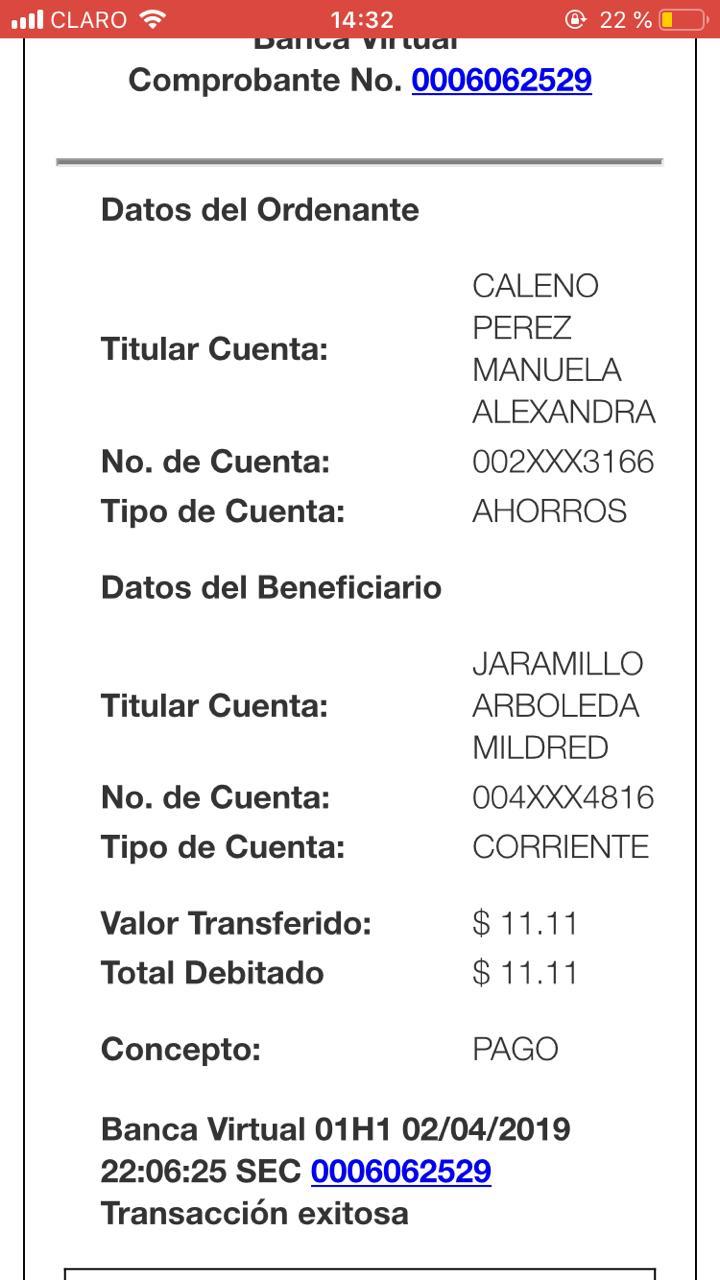 CLARO 14:32 22 %
Banca Virtual
Comprobante No. 0006062529
Datos del Ordenante
CALENO
PEREZ
Titular Cuenta:
MANUELA
ALEXANDRA
No. de Cuenta: 002XXX3166
Tipo de Cuenta: AHORROS
Datos del Beneficiario
JARAMILLO
Titular Cuenta: ARBOLEDA
MILDRED
No. de Cuenta: 004XXX4816
Tipo de Cuenta: CORRIENTE
Valor Transferido: $ 11.11
Total Debitado $ 11.11
Concepto: PAGO
Banca Virtual 01H1 02/04/2019
22:06:25 SEC 0006062529
Transacción exitosa